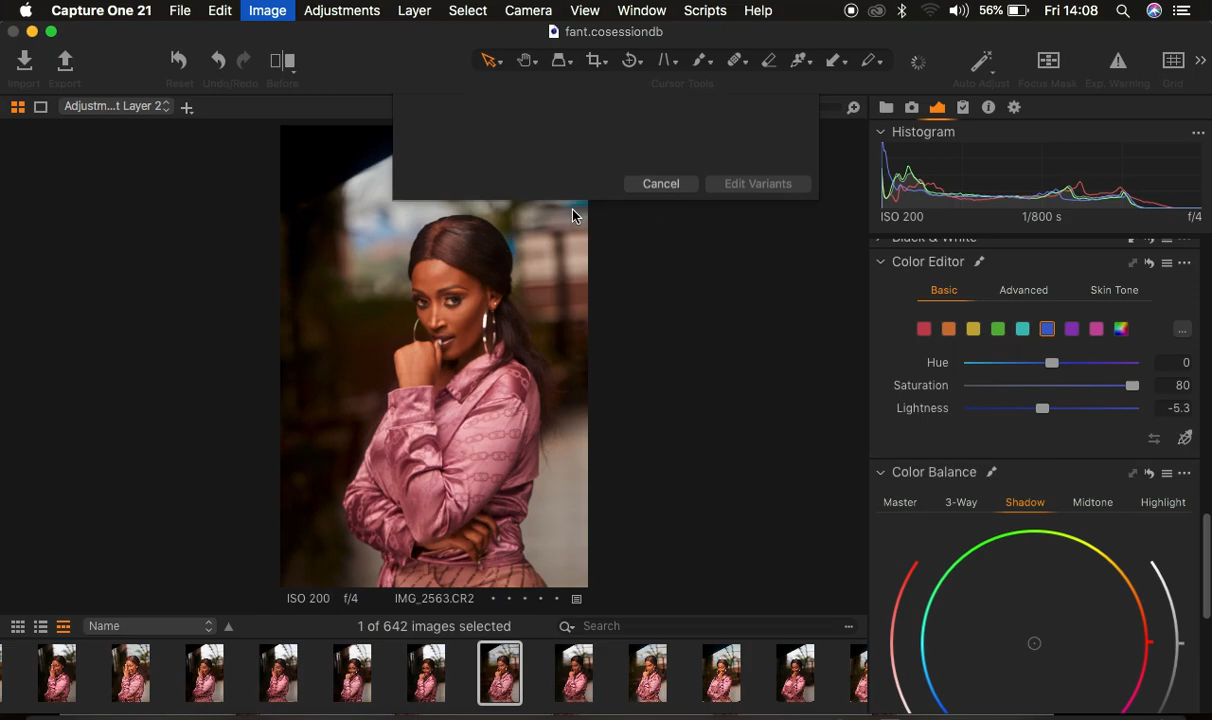 Capture One 21 File Edit Image Adjustments Layer Select Camera View Window Scripts Help 56% Fri 14:08
fant.cosessiondb
Import Export Reset Undo/Redo Before Cursor Tools Auto Adjust Focus Mask Exp. Warning Grid
Adjustm...t Layer 2
Cancel Edit Variants
Histogram
ISO 200 1/800 s f/4
Black & White
Color Editor
Basic Advanced Skin Tone
Hue 0
Saturation 80
Lightness -5.3
Color Balance
Master 3-Way Shadow Midtone Highlight
ISO 200 f/4 IMG_2563.CR2
Name 1 of 642 images selected Search